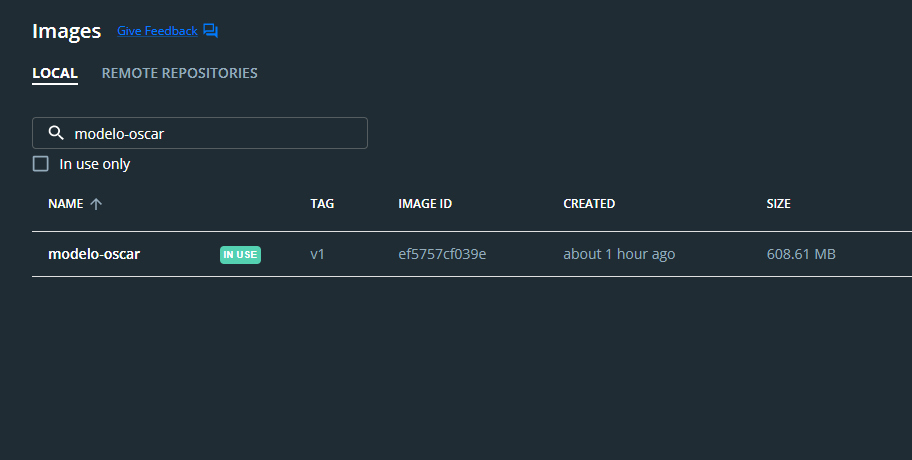 Images Give Feedback
LOCAL REMOTE REPOSITORIES
modelo-oscar
In use only
NAME TAG IMAGE ID CREATED SIZE
modelo-oscar IN USE v1 ef5757cf039e about 1 hour ago 608.61 MB